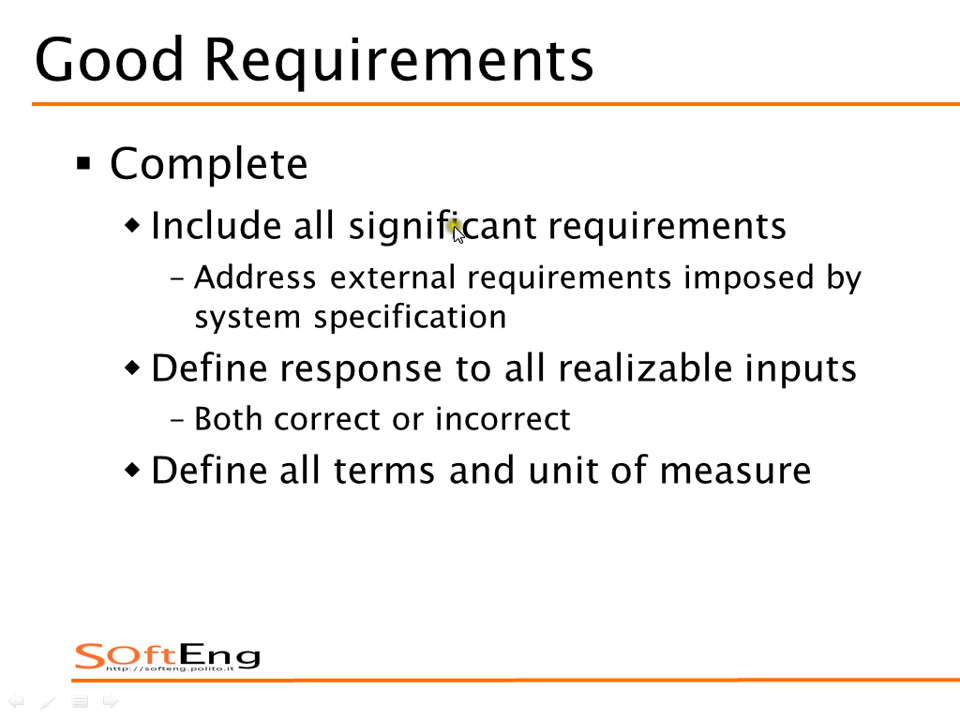 Good Requirements
▪ Complete
◆ Include all significant requirements
– Address external requirements imposed by
system specification
◆ Define response to all realizable inputs
– Both correct or incorrect
◆ Define all terms and unit of measure
SOftEng
http://softeng.polito.it